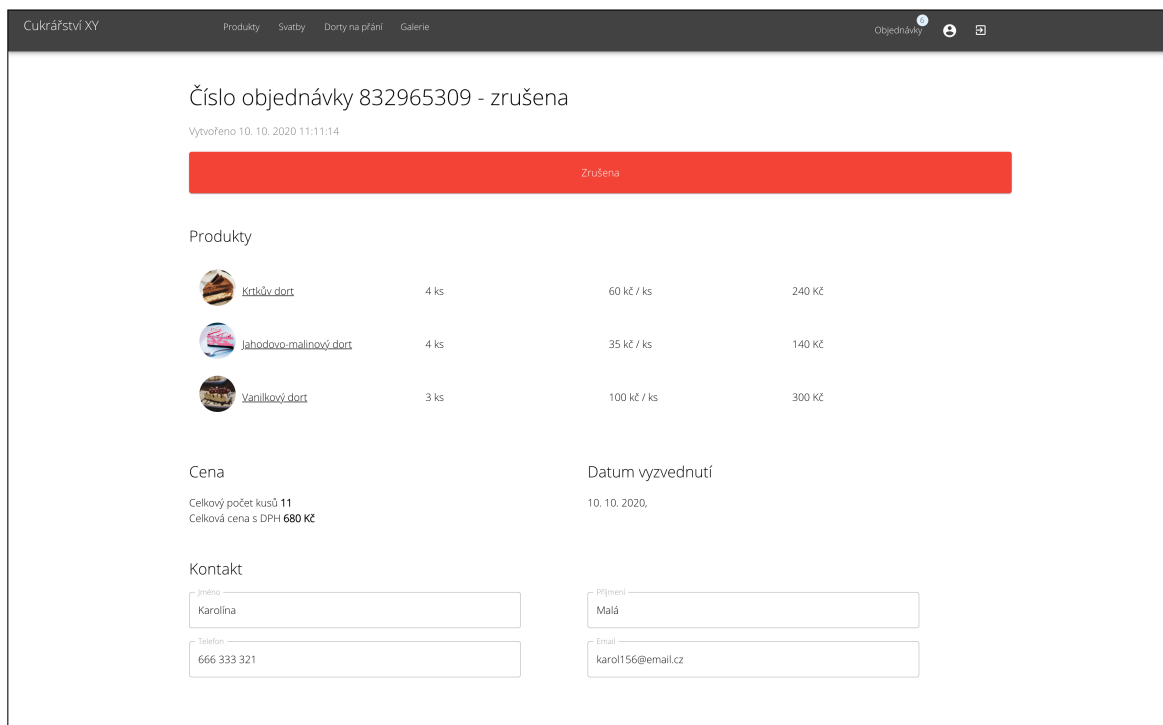 Cukrářství XY Produkty Svatby Dorty na přání Galerie Objednávky 6
Číslo objednávky 832965309 - zrušena
Vytvořeno 10. 10. 2020 11:11:14
Zrušena
Produkty
Krtkův dort 4 ks 60 kč / ks 240 Kč
Jahodovo-malinový dort 4 ks 35 kč / ks 140 Kč
Vanilkový dort 3 ks 100 kč / ks 300 Kč
Cena Datum vyzvednutí
Celkový počet kusů 11 10. 10. 2020,
Celková cena s DPH 680 Kč
Kontakt
Jméno Příjmení
Karolína Malá
Telefon Email
666 333 321 karol156@email.cz